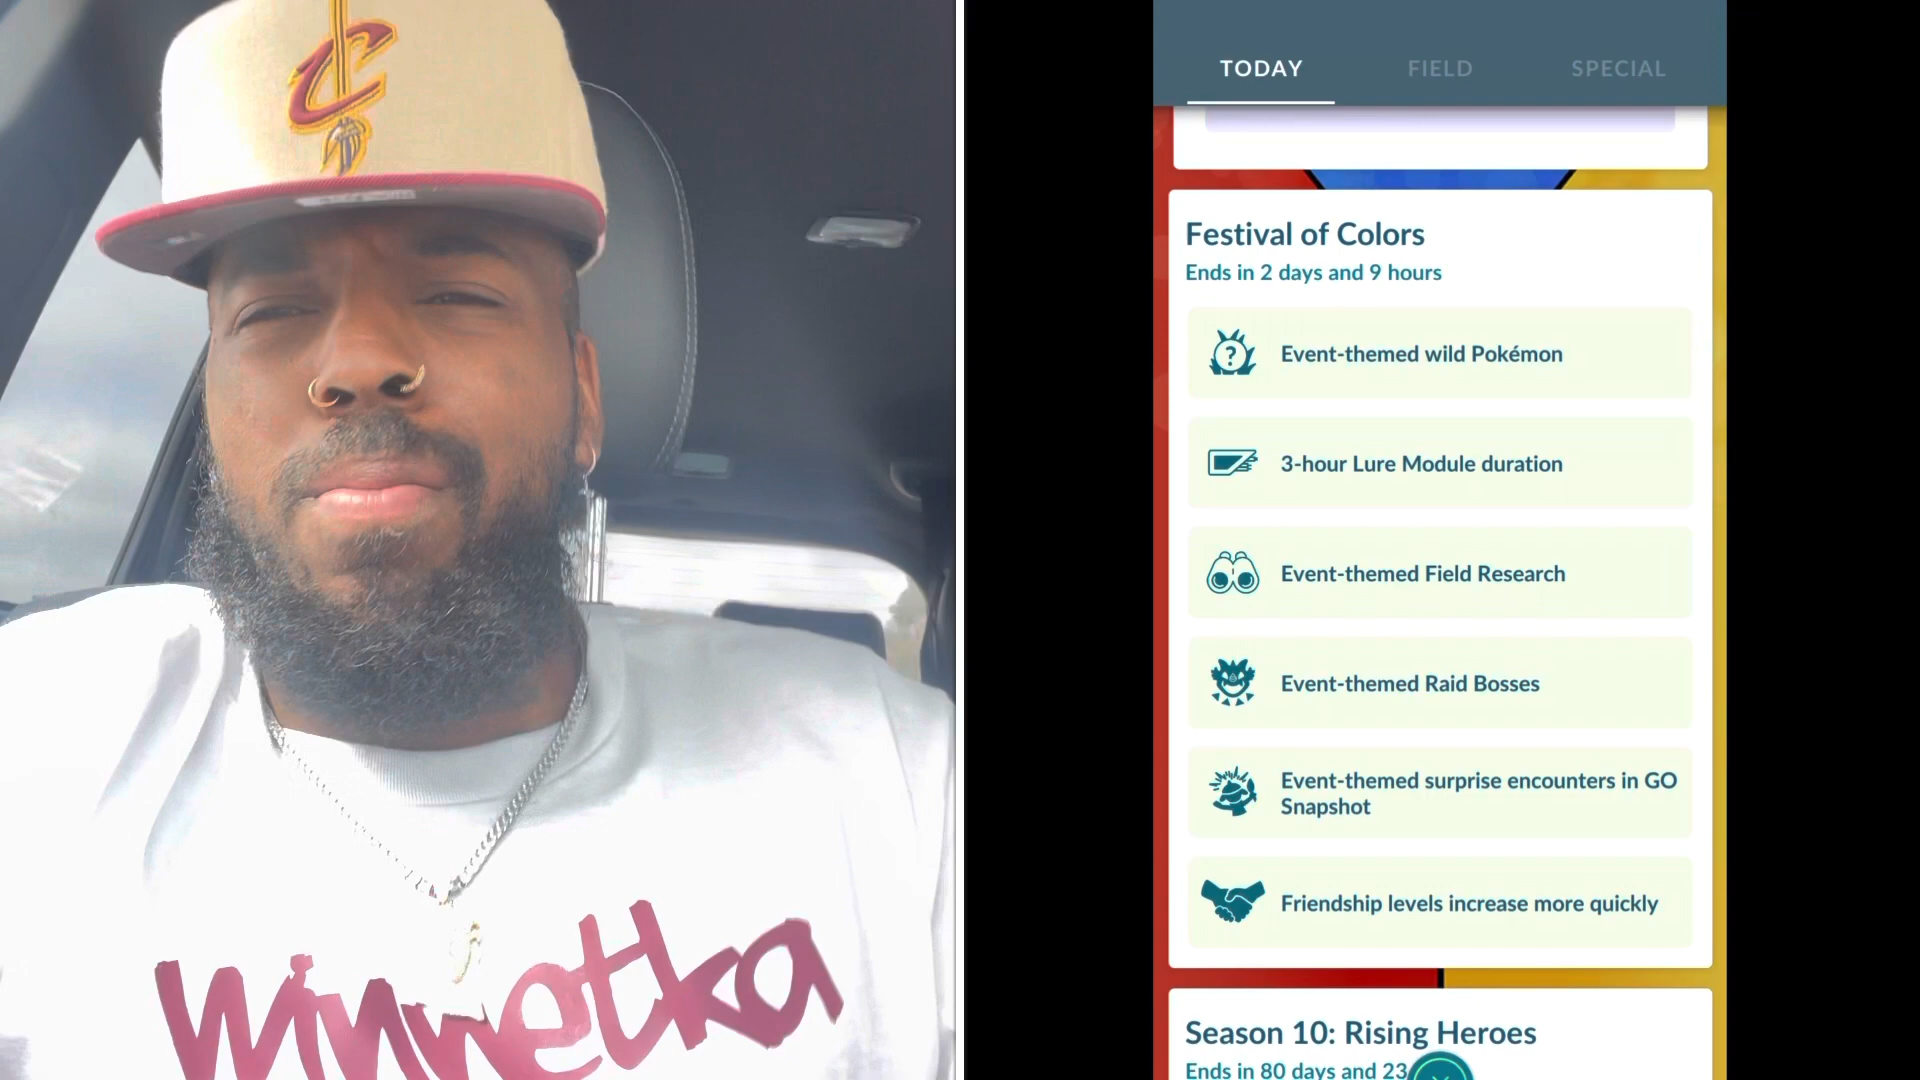 C
winnetka
TODAY
FIELD
SPECIAL
Festival of Colors
Ends in 2 days and 9 hours
?
Event-themed wild Pokémon
3-hour Lure Module duration
Event-themed Field Research
Event-themed Raid Bosses
Event-themed surprise encounters in GO
Snapshot
Friendship levels increase more quickly
Season 10: Rising Heroes
Ends in 80 days and 23